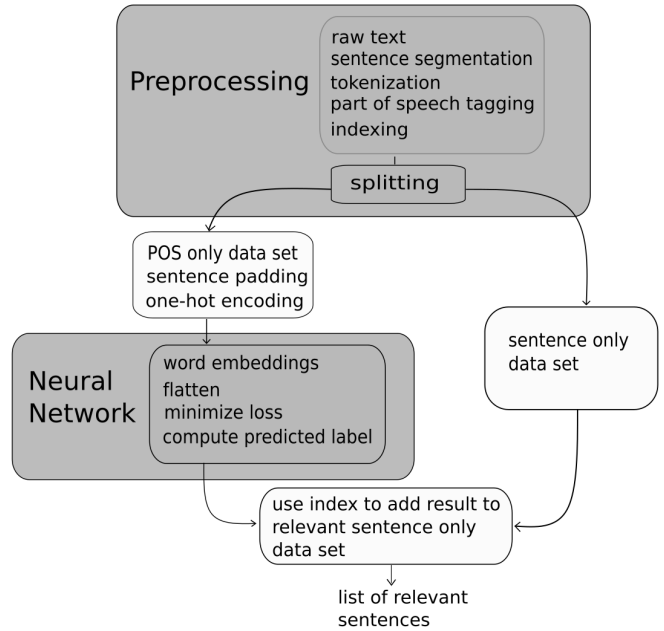 Preprocessing
raw text
sentence segmentation
tokenization
part of speech tagging
indexing
splitting
POS only data set
sentence padding
one-hot encoding
sentence only
data set
Neural
Network
word embeddings
flatten
minimize loss
compute predicted label
use index to add result to
relevant sentence only
data set
list of relevant
sentences